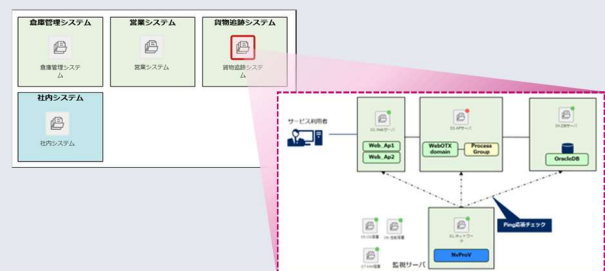 倉庫管理システム
営業システム
貨物追跡システム
倉庫管理システ
ム
営業システム
貨物追跡システ
ム
社内システム
社内システム
サービス利用者
Web_Ap1
Web_Ap2
WebOTX
domain
Process
Group
OracleDB
Ping応答チェック
NvProV
監視サーバ